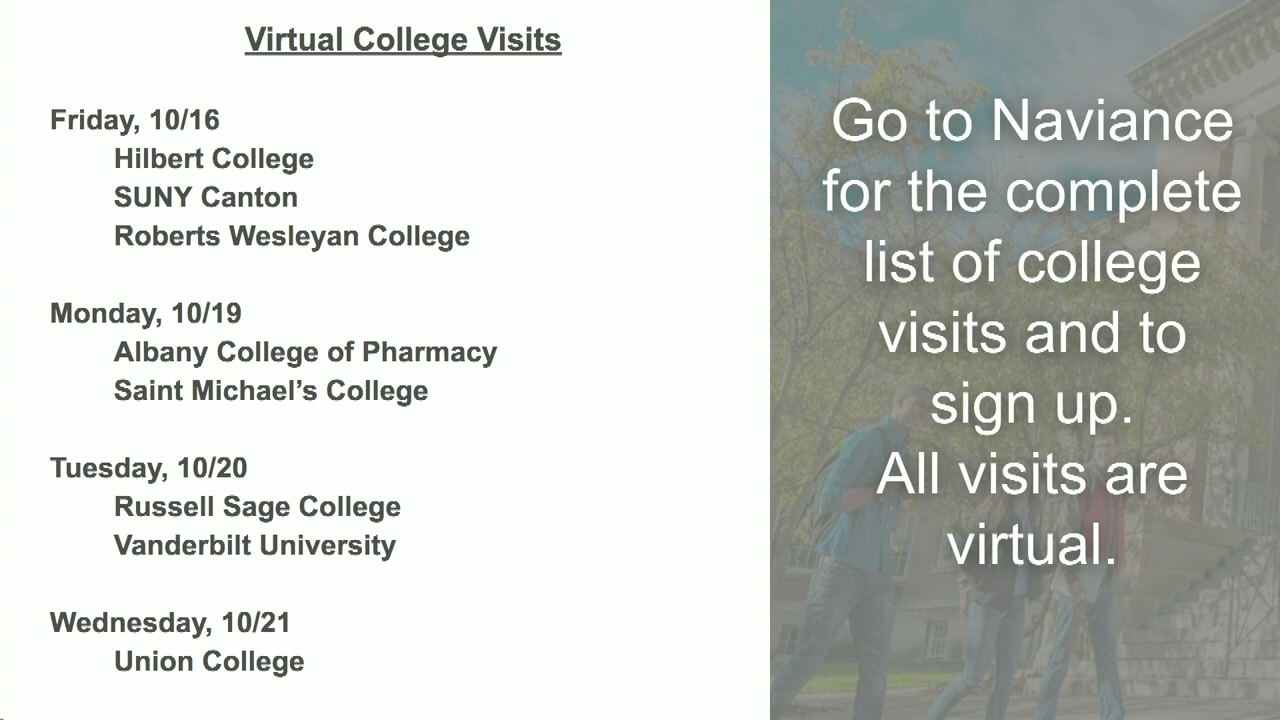 Virtual College Visits
Friday, 10/16
Hilbert College
SUNY Canton
Roberts Wesleyan College
Monday, 10/19
Albany College of Pharmacy
Saint Michael’s College
Tuesday, 10/20
Russell Sage College
Vanderbilt University
Wednesday, 10/21
Union College
Go to Naviance
for the complete
list of college
visits and to
sign up.
All visits are
virtual.